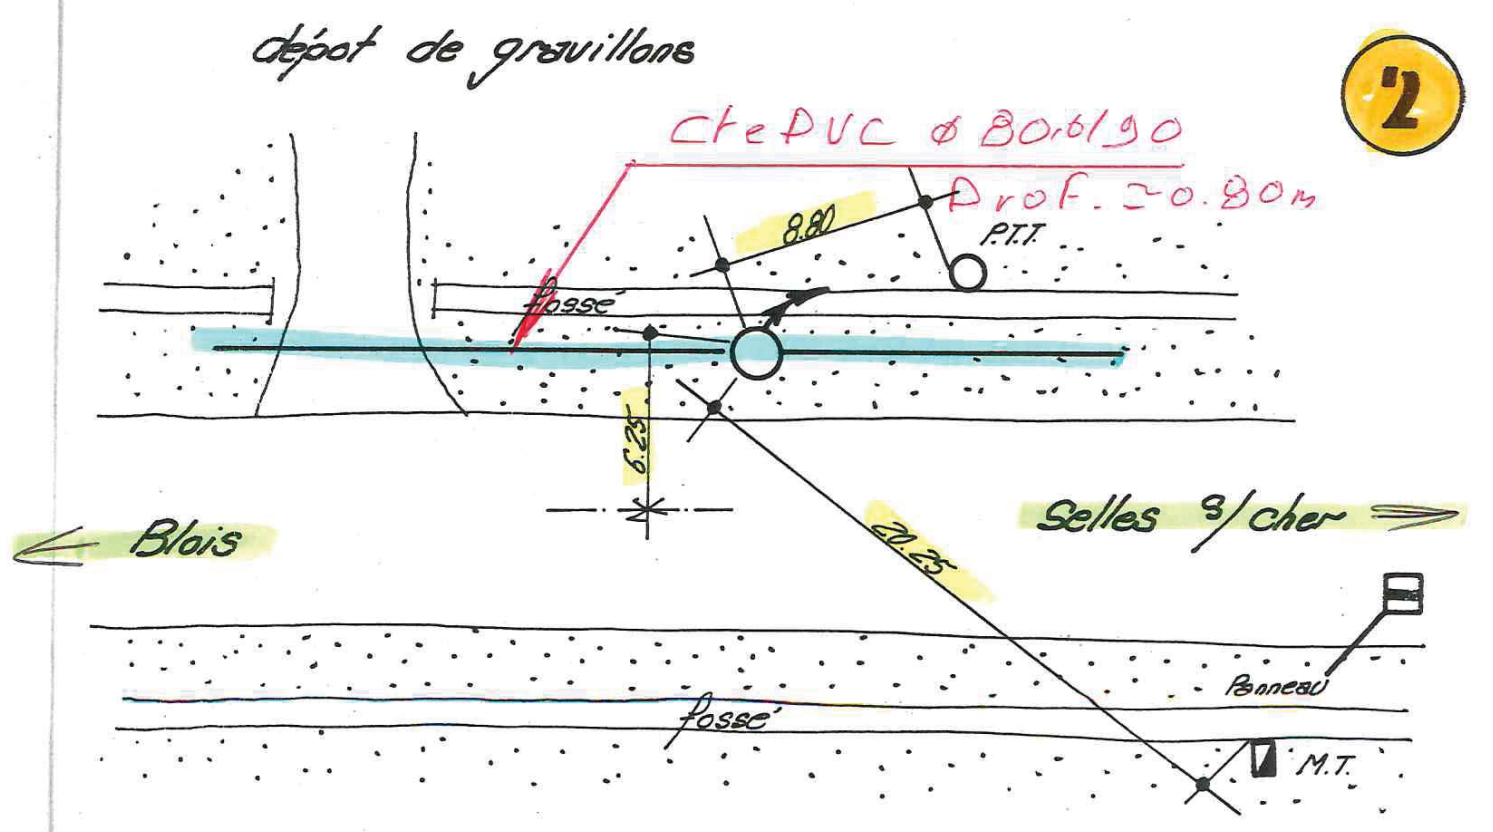 dépot de gravillons
2
Cte PVC ø 80,6/90
Prof. ≃ 0.80m
8.80
P.T.T.
fossé
6.25
Blois
Selles s/cher
20.25
Panneau
fossé
M.T.